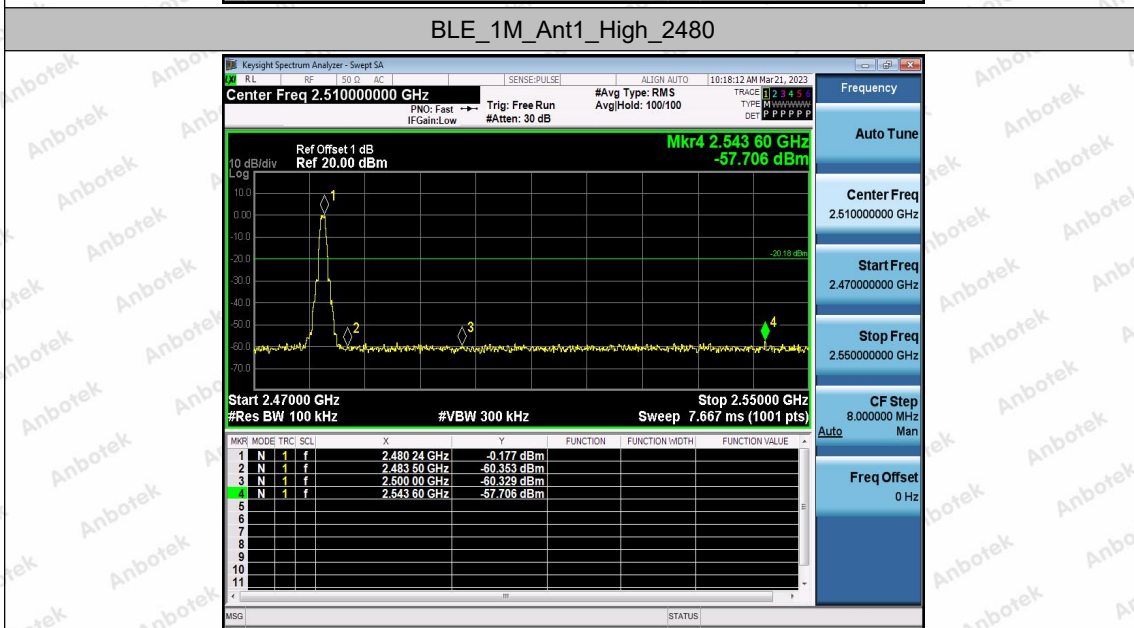 BLE_1M_Ant1_High_2480
Keysight Spectrum Analyzer - Swept SA
LXI RL RF 50 Ω AC SENSE:PULSE ALIGN AUTO 10:18:12 AM Mar 21, 2023
Center Freq 2.510000000 GHz
PNO: Fast
IFGain:Low
Trig: Free Run
#Atten: 30 dB
#Avg Type: RMS
Avg|Hold: 100/100
TRACE 1 2 3 4 5 6
TYPE M W W W W W
DET P P P P P P
Mkr4 2.543 60 GHz
-57.706 dBm
10 dB/div
Log
Ref Offset 1 dB
Ref 20.00 dBm
10.0
0.00
-10.0
-20.0
-30.0
-40.0
-50.0
-60.0
-70.0
1
2
3
4
-20.18 dBm
Start 2.47000 GHz Stop 2.55000 GHz
#Res BW 100 kHz #VBW 300 kHz Sweep 7.667 ms (1001 pts)
MKR MODE TRC SCL X Y FUNCTION FUNCTION WIDTH FUNCTION VALUE
1 N 1 f 2.480 24 GHz -0.177 dBm
2 N 1 f 2.483 50 GHz -60.353 dBm
3 N 1 f 2.500 00 GHz -60.329 dBm
4 N 1 f 2.543 60 GHz -57.706 dBm
5
6
7
8
9
10
11
MSG STATUS
Frequency
Auto Tune
Center Freq
2.510000000 GHz
Start Freq
2.470000000 GHz
Stop Freq
2.550000000 GHz
CF Step
8.000000 MHz
Auto Man
Freq Offset
0 Hz
Anbotek